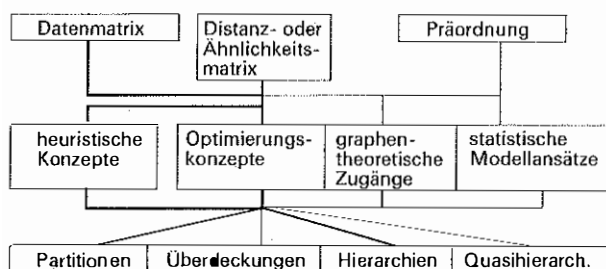 Datenmatrix
Distanz- oder
Ähnlichkeits-
matrix
Präordnung
heuristische
Konzepte
Optimierungs-
konzepte
graphen-
theoretische
Zugänge
statistische
Modellansätze
Partitionen
Überdeckungen
Hierarchien
Quasihierarch.